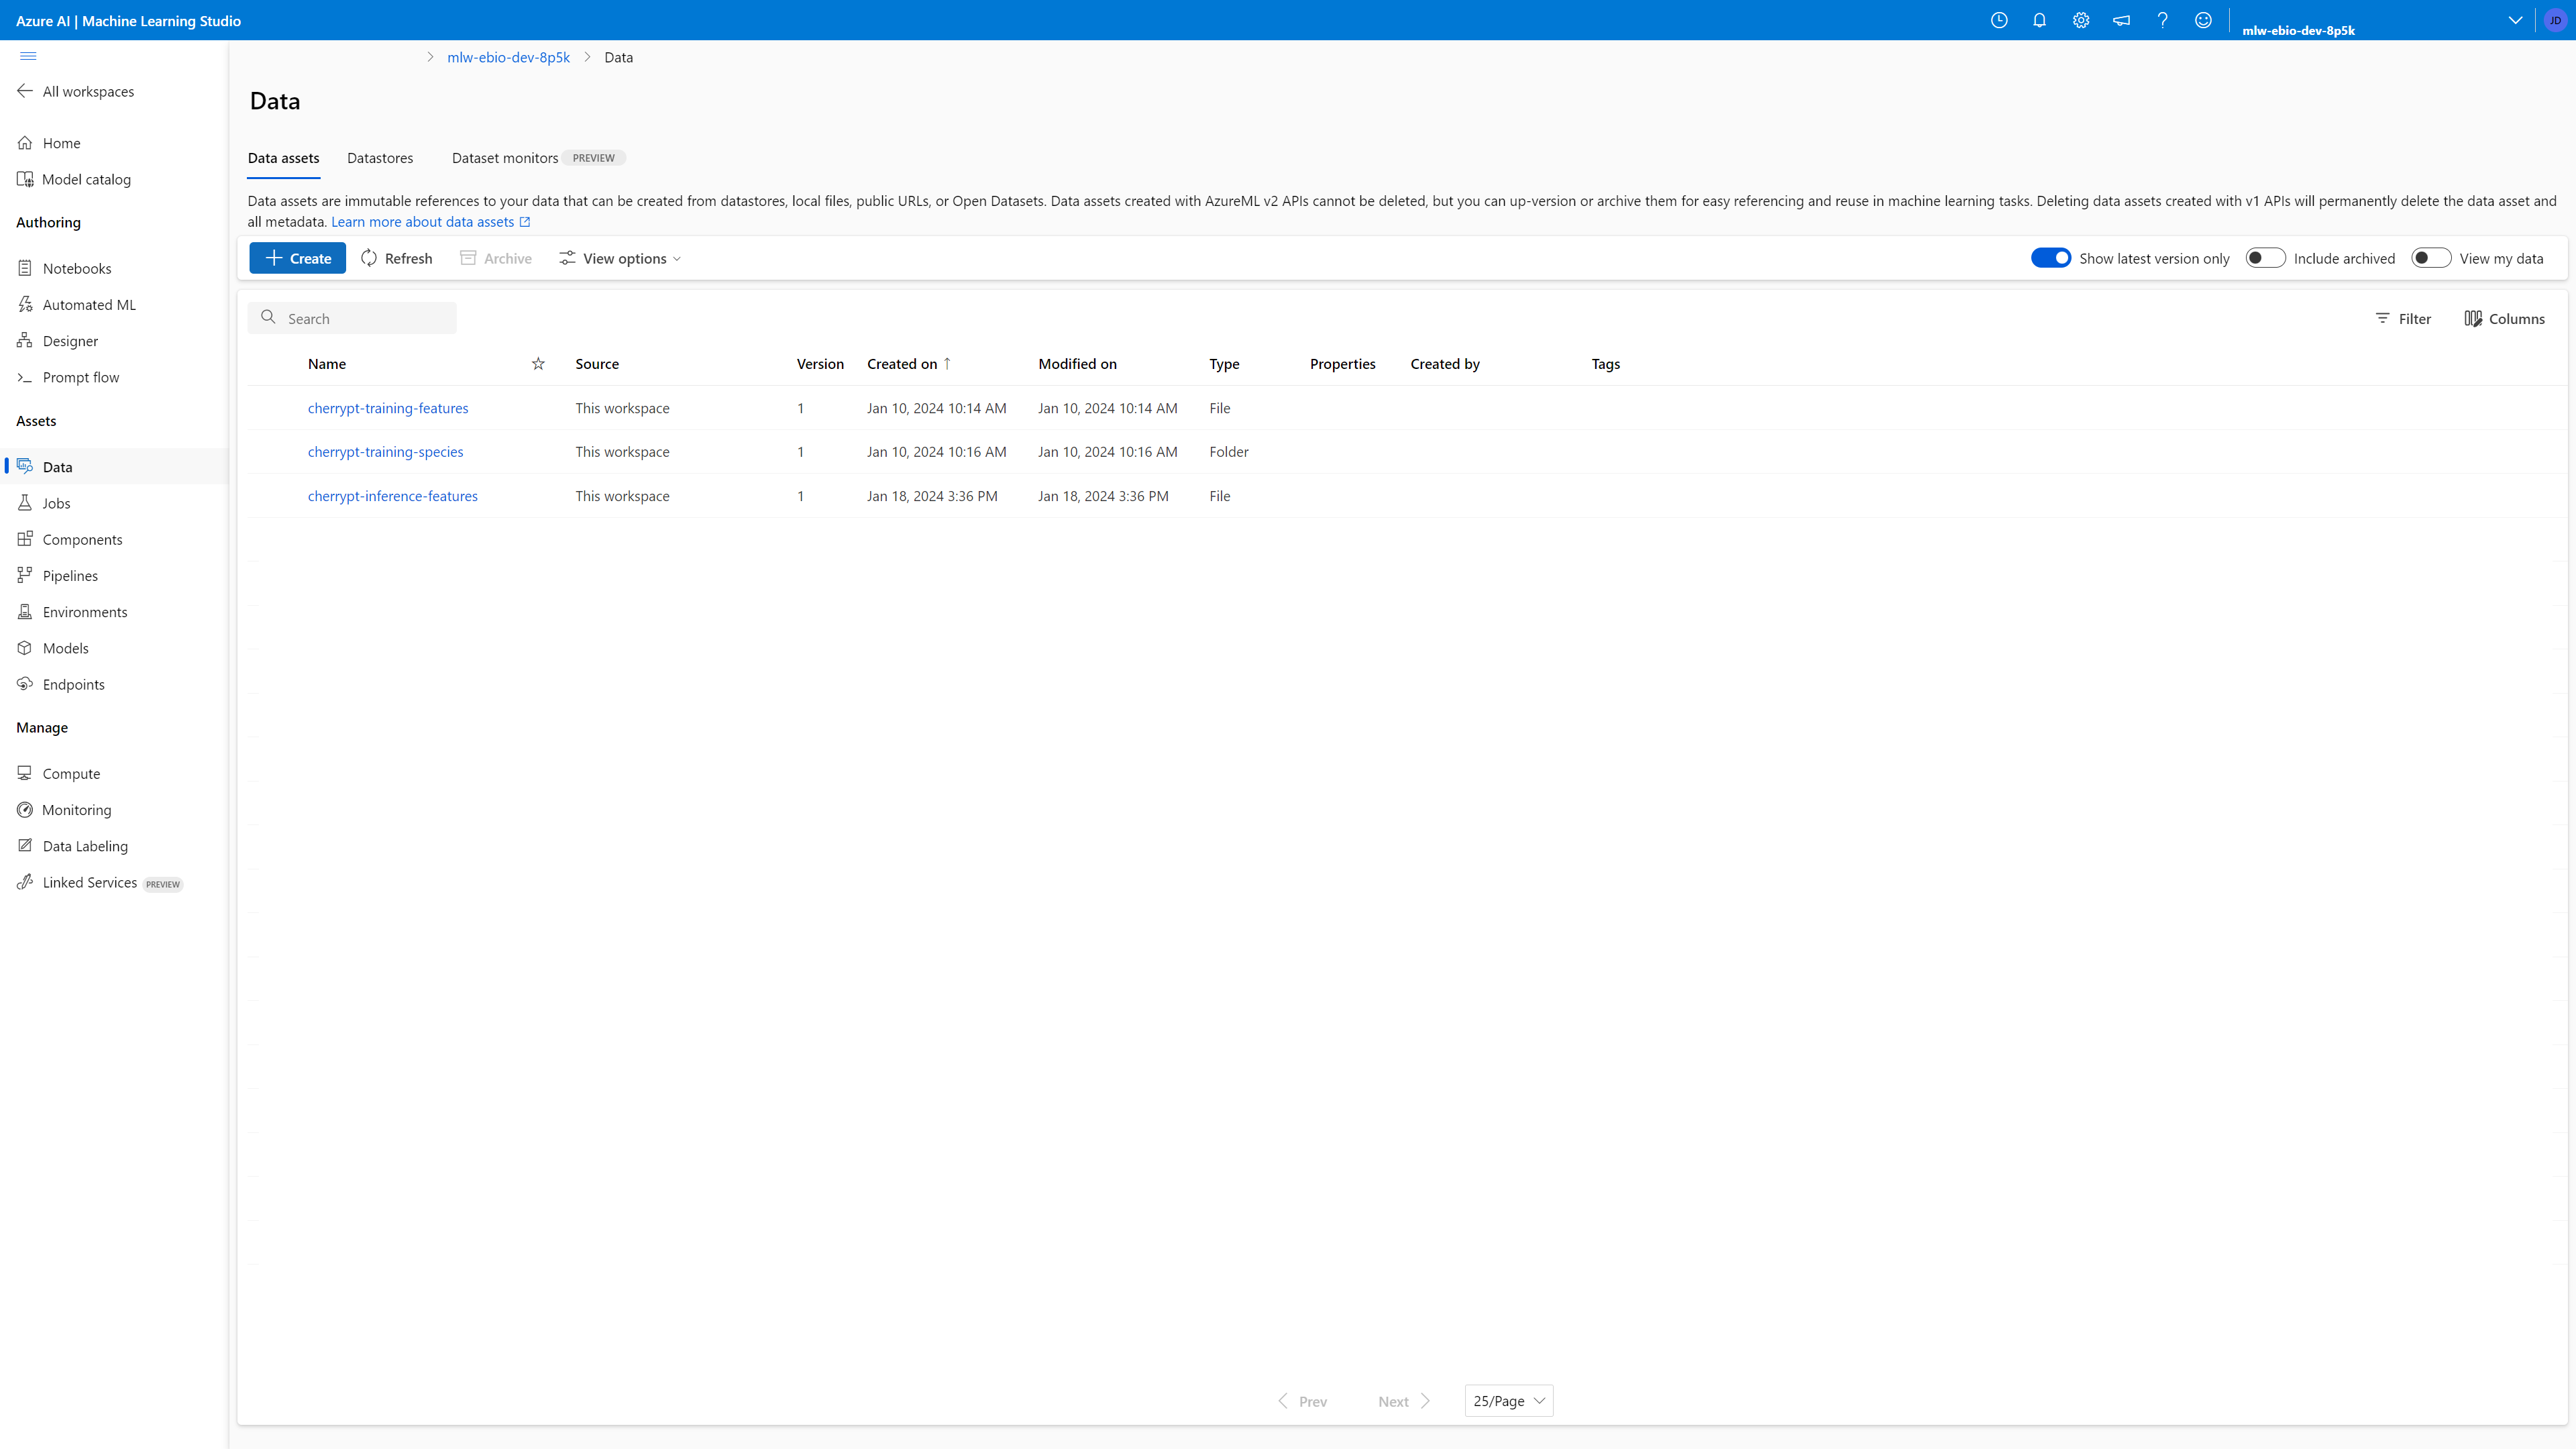 Azure AI | Machine Learning Studio
mlw-ebio-dev-8p5k
JD
All workspaces
Home
Model catalog
Authoring
Notebooks
Automated ML
Designer
Prompt flow
Assets
Data
Jobs
Components
Pipelines
Environments
Models
Endpoints
Manage
Compute
Monitoring
Data Labeling
Linked Services PREVIEW
mlw-ebio-dev-8p5k > Data
Data
Data assets Datastores Dataset monitors PREVIEW
Data assets are immutable references to your data that can be created from datastores, local files, public URLs, or Open Datasets. Data assets created with AzureML v2 APIs cannot be deleted, but you can up-version or archive them for easy referencing and reuse in machine learning tasks. Deleting data assets created with v1 APIs will permanently delete the data asset and
all metadata. Learn more about data assets
Create Refresh Archive View options Show latest version only Include archived View my data
Search Filter Columns
Name Source Version Created on ↑ Modified on Type Properties Created by Tags
cherrypt-training-features This workspace 1 Jan 10, 2024 10:14 AM Jan 10, 2024 10:14 AM File
cherrypt-training-species This workspace 1 Jan 10, 2024 10:16 AM Jan 10, 2024 10:16 AM Folder
cherrypt-inference-features This workspace 1 Jan 18, 2024 3:36 PM Jan 18, 2024 3:36 PM File
Prev Next 25/Page